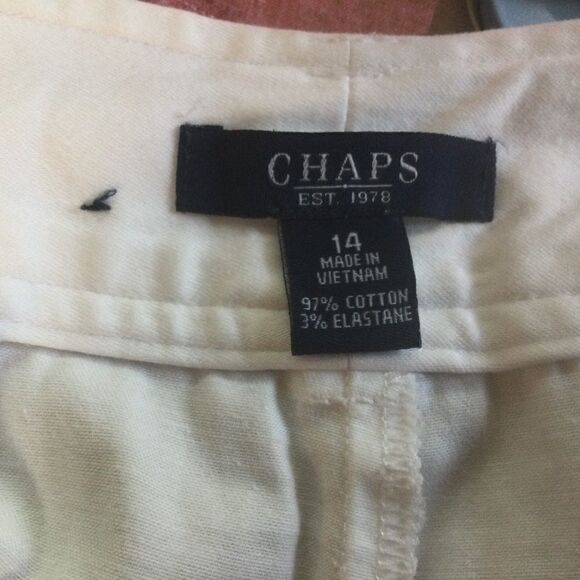 CHAPS
EST. 1978
14
MADE IN
VIETNAM
97% COTTON
3% ELASTANE